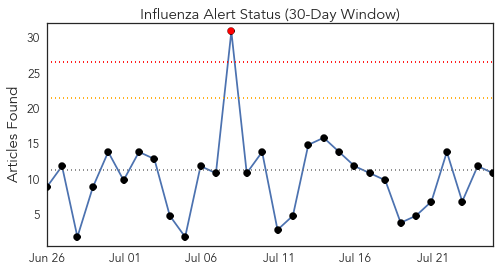 Influenza Alert Status (30-Day Window)
Articles Found
30
25
20
15
10
5
Jun 26 Jul 01 Jul 06 Jul 11 Jul 16 Jul 21